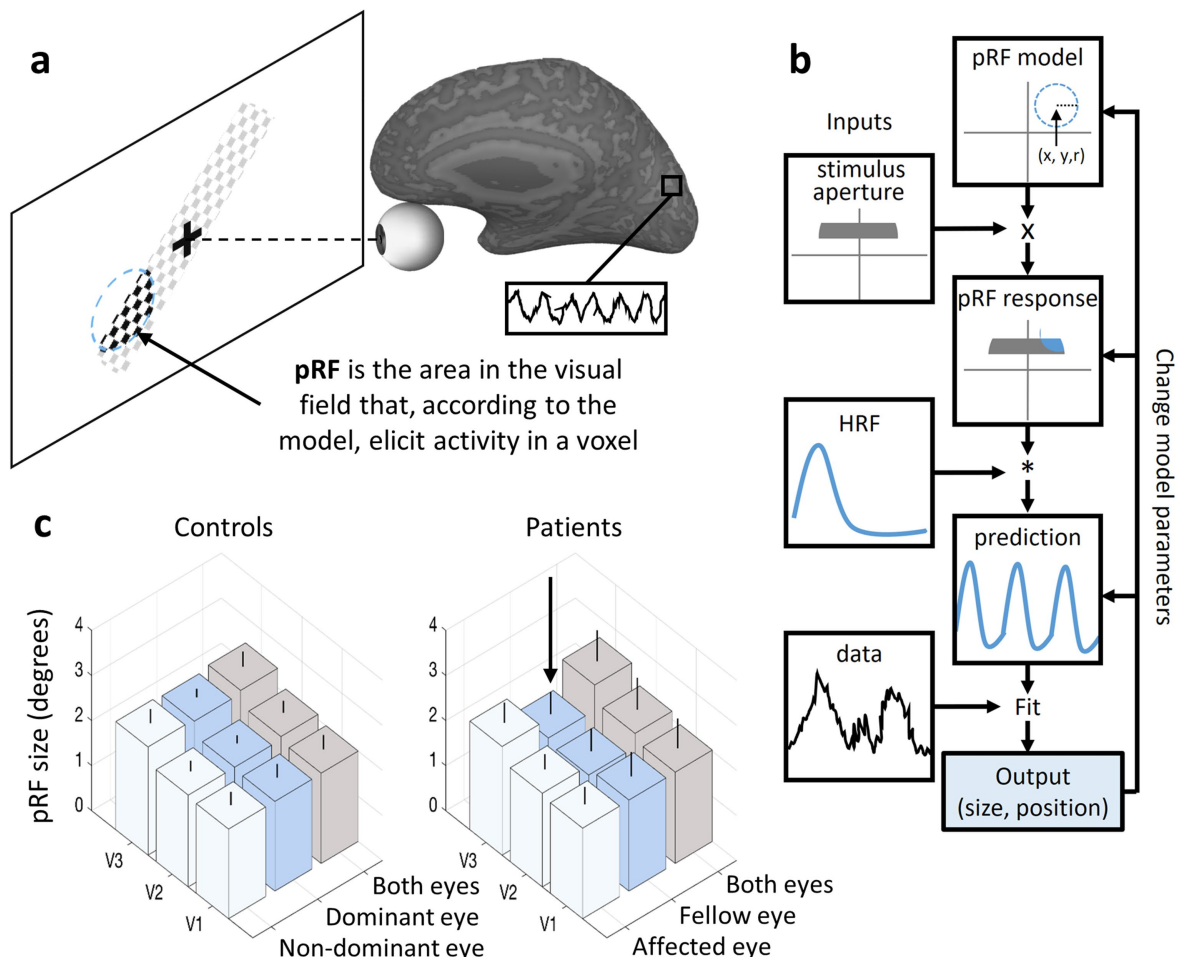 a
pRF is the area in the visual
field that, according to the
model, elicit activity in a voxel
b
pRF model
(x, y,r)
Inputs
stimulus
aperture
x
pRF response
HRF
*
prediction
data
Fit
Output
(size, position)
Change model parameters
c
Controls
pRF size (degrees)
4
3
2
1
0
V3
V2
V1
Both eyes
Dominant eye
Non-dominant eye
Patients
4
3
2
1
0
V3
V2
V1
Both eyes
Fellow eye
Affected eye